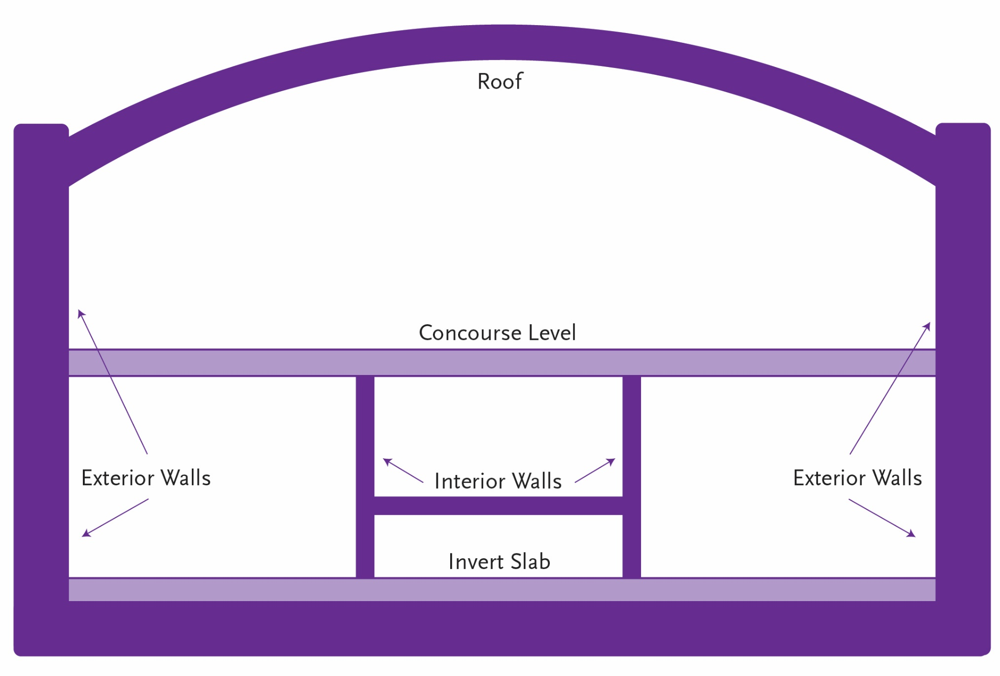 Roof
Concourse Level
Exterior Walls
Interior Walls
Exterior Walls
Invert Slab